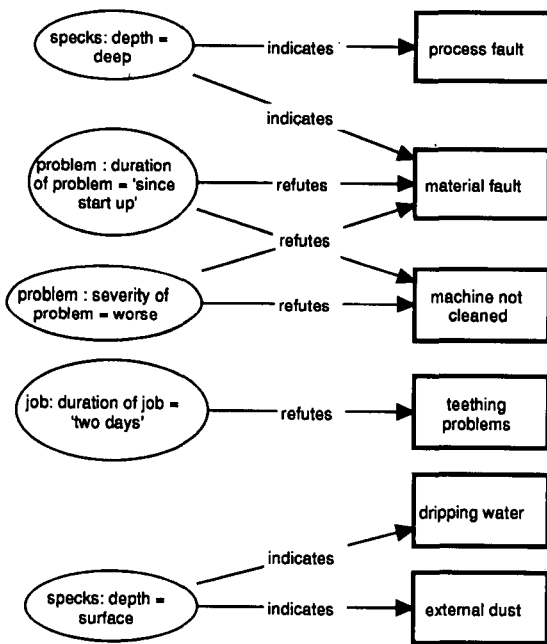 specks: depth =
deep
indicates
process fault
indicates
problem : duration
of problem = 'since
start up'
refutes
material fault
refutes
problem : severity of
problem = worse
refutes
machine not
cleaned
job: duration of job =
'two days'
refutes
teething
problems
dripping water
indicates
specks: depth =
surface
indicates
external dust